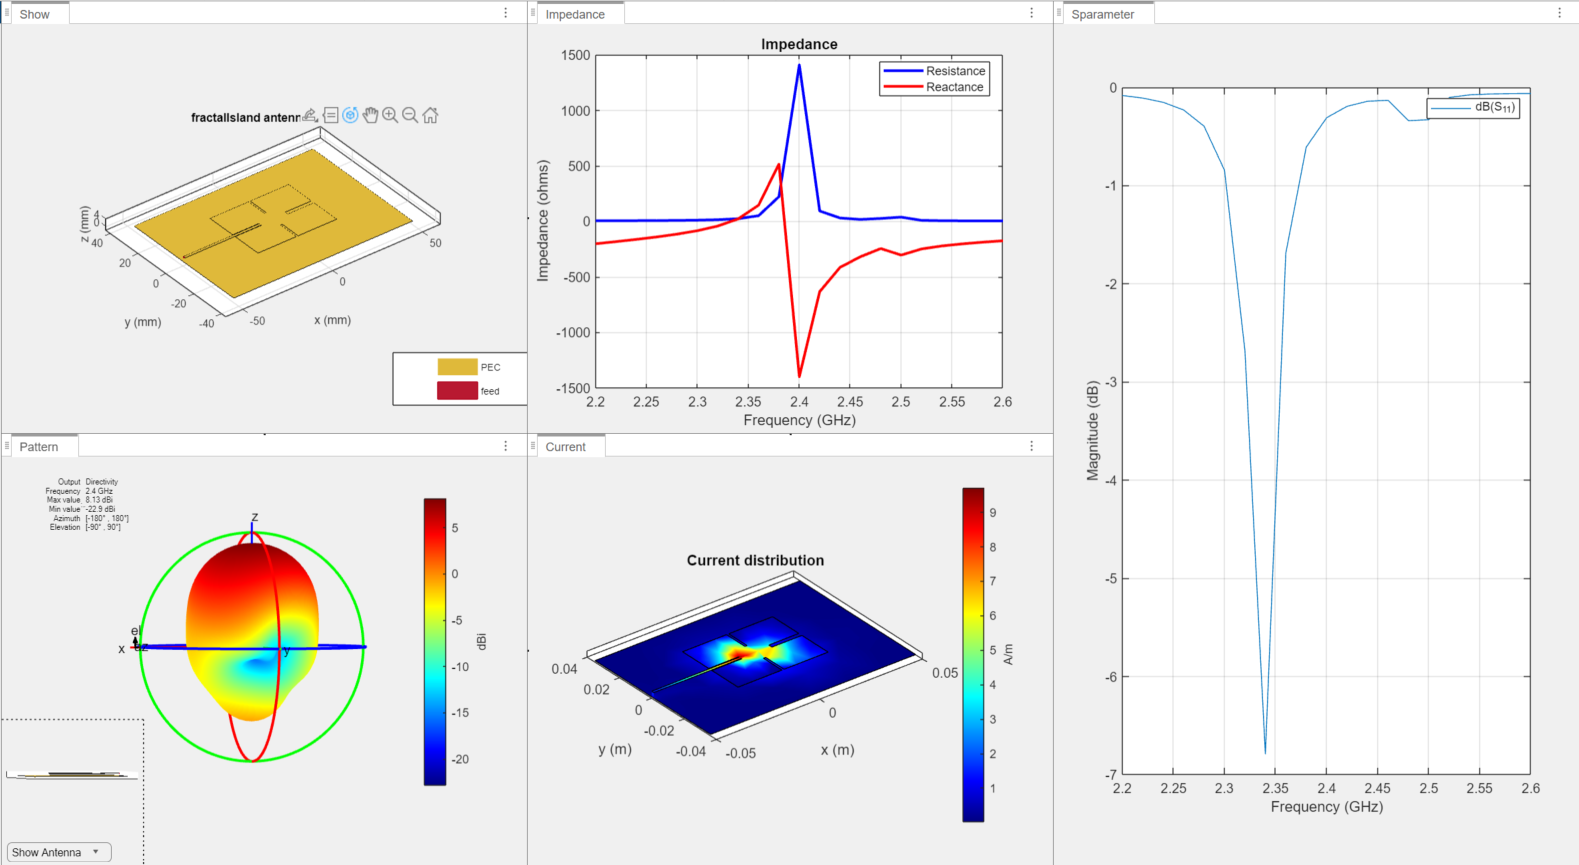 Show
fractalIsland antenn
z (mm)
4
0
40
20
0
-20
-40
y (mm)
-50
0
50
x (mm)
PEC
feed
Impedance
Impedance
1500
1000
500
0
-500
-1000
-1500
Impedance (ohms)
Resistance
Reactance
2.2 2.25 2.3 2.35 2.4 2.45 2.5 2.55 2.6
Frequency (GHz)
Sparameter
0
-1
-2
-3
-4
-5
-6
-7
Magnitude (dB)
dB(S11)
2.2 2.25 2.3 2.35 2.4 2.45 2.5 2.55 2.6
Frequency (GHz)
Pattern
Output Directivity
Frequency 2.4 GHz
Max value 8.13 dBi
Min value -22.9 dBi
Azimuth [-180° , 180°]
Elevation [-90° , 90°]
z
el
x
az
y
5
0
-5
-10
-15
-20
dBi
Show Antenna
Current
Current distribution
0.04
0.02
0
-0.02
-0.04
y (m)
-0.05
0
0.05
x (m)
9
8
7
6
5
4
3
2
1
A/m